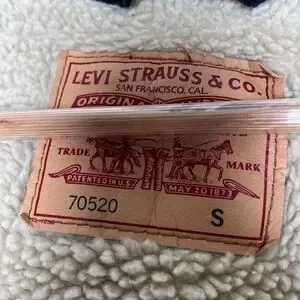 LEVI STRAUSS & CO.
SAN FRANCISCO, CAL.
TRADE MARK
PATENTED IN U.S. MAY 20 1873
70520 S